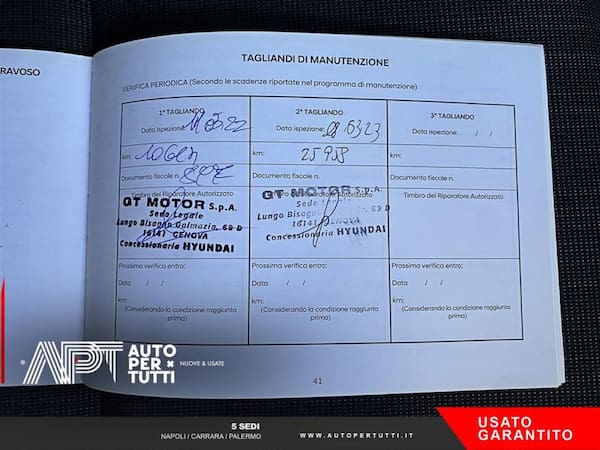 RAVOSO
TAGLIANDI DI MANUTENZIONE
VERIFICA PERIODICA (Secondo le scadenze riportate nel programma di manutenzione)
1° TAGLIANDO
Data ispezione:
km:
Documento fiscale n.
Timbro del Riparatore Autorizzato
GT MOTOR S.p.A.
Sede Legale
Lungo Bisagno Dalmazia, 69 D
16141 GENOVA
Concessionaria HYUNDAI
Prossima verifica entro:
Data / /
km:
(Considerando la condizione raggiunta
prima)
2° TAGLIANDO
Data ispezione:
km: 25958
Documento fiscale n.
Timbro del Riparatore Autorizzato
GT MOTOR S.p.A.
Sede
Lungo Bisagno 69 D
16141 GENOVA
Concessionaria HYUNDAI
Prossima verifica entro:
Data / /
km:
(Considerando la condizione raggiunta
prima)
3° TAGLIANDO
Data ispezione: / /
km:
Documento fiscale n.
Timbro del Riparatore Autorizzato
Prossima verifica entro:
Data / /
km:
(Considerando la condizione raggiunta
prima)
41
APT AUTO
PER
TUTTI
NUOVE & USATE
5 SEDI
NAPOLI / CARRARA / PALERMO
WWW.AUTOPERTUTTI.IT
USATO
GARANTITO